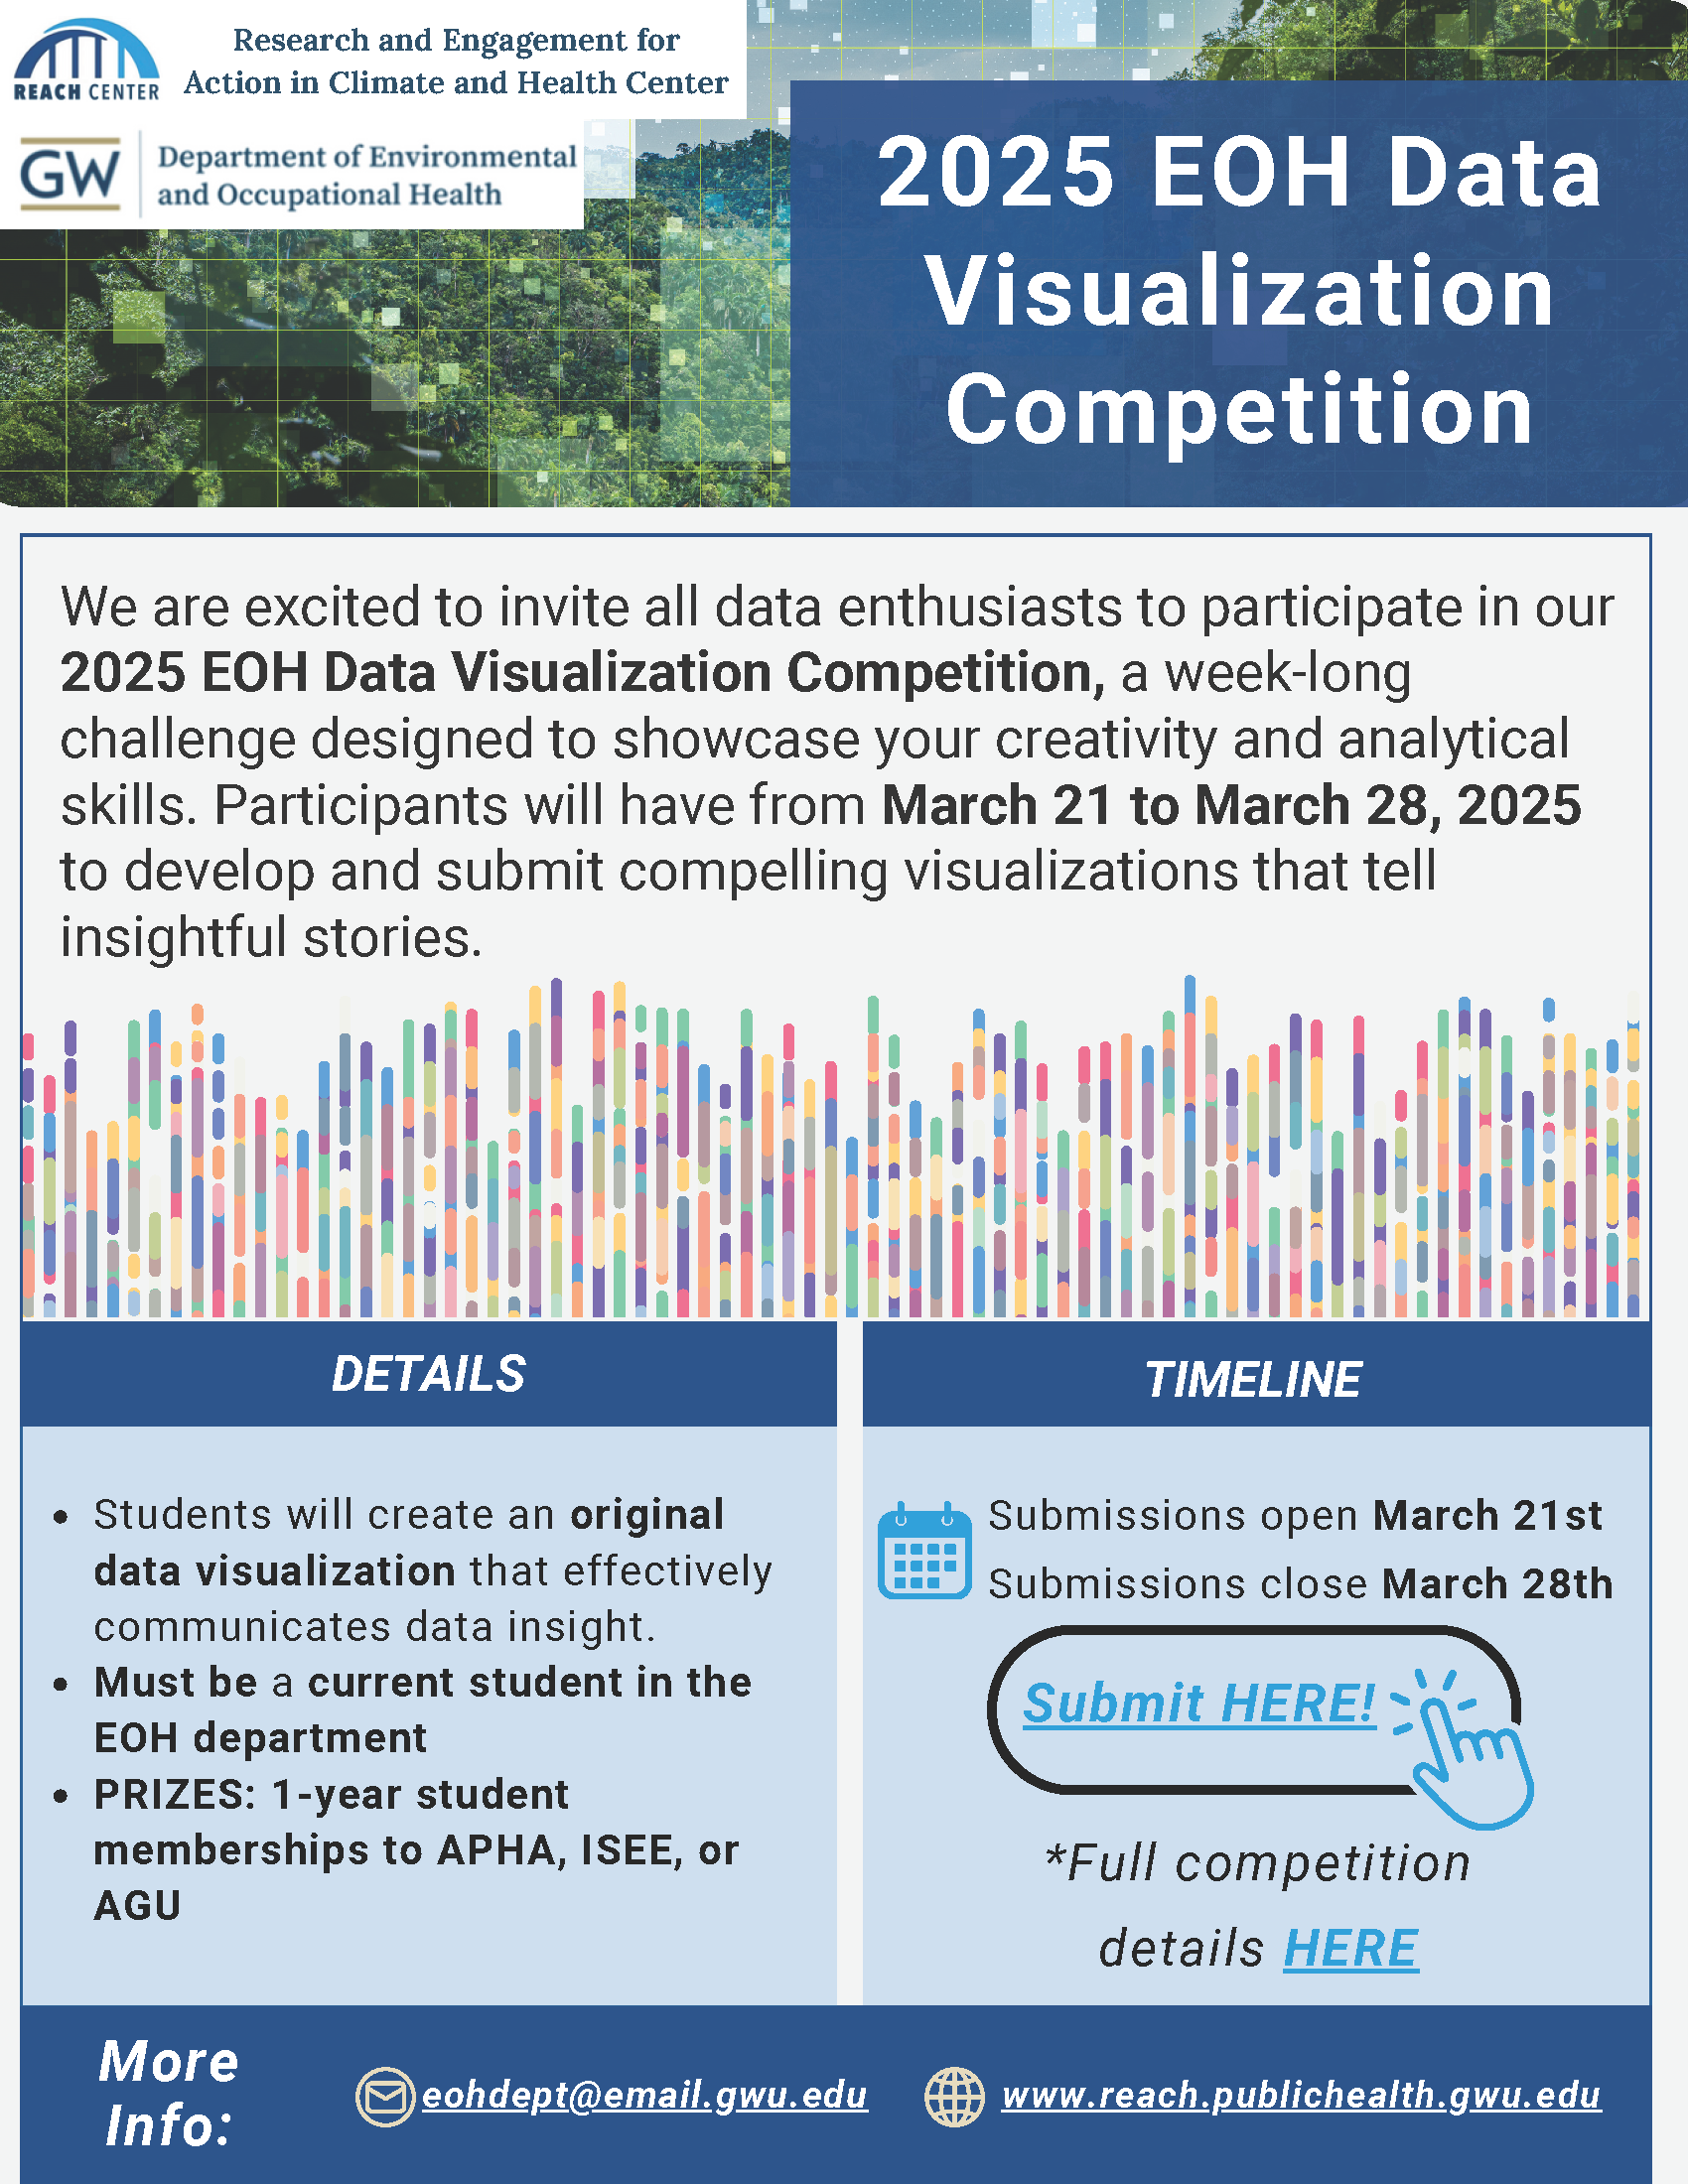 REACH CENTER
Research and Engagement for
Action in Climate and Health Center
GW
Department of Environmental
and Occupational Health
2025 EOH Data
Visualization
Competition
We are excited to invite all data enthusiasts to participate in our
2025 EOH Data Visualization Competition, a week-long
challenge designed to showcase your creativity and analytical
skills. Participants will have from March 21 to March 28, 2025
to develop and submit compelling visualizations that tell
insightful stories.
DETAILS
• Students will create an original
data visualization that effectively
communicates data insight.
• Must be a current student in the
EOH department
• PRIZES: 1-year student
memberships to APHA, ISEE, or
AGU
TIMELINE
Submissions open March 21st
Submissions close March 28th
Submit HERE!
*Full competition
details HERE
More
Info:
eohdept@email.gwu.edu
www.reach.publichealth.gwu.edu